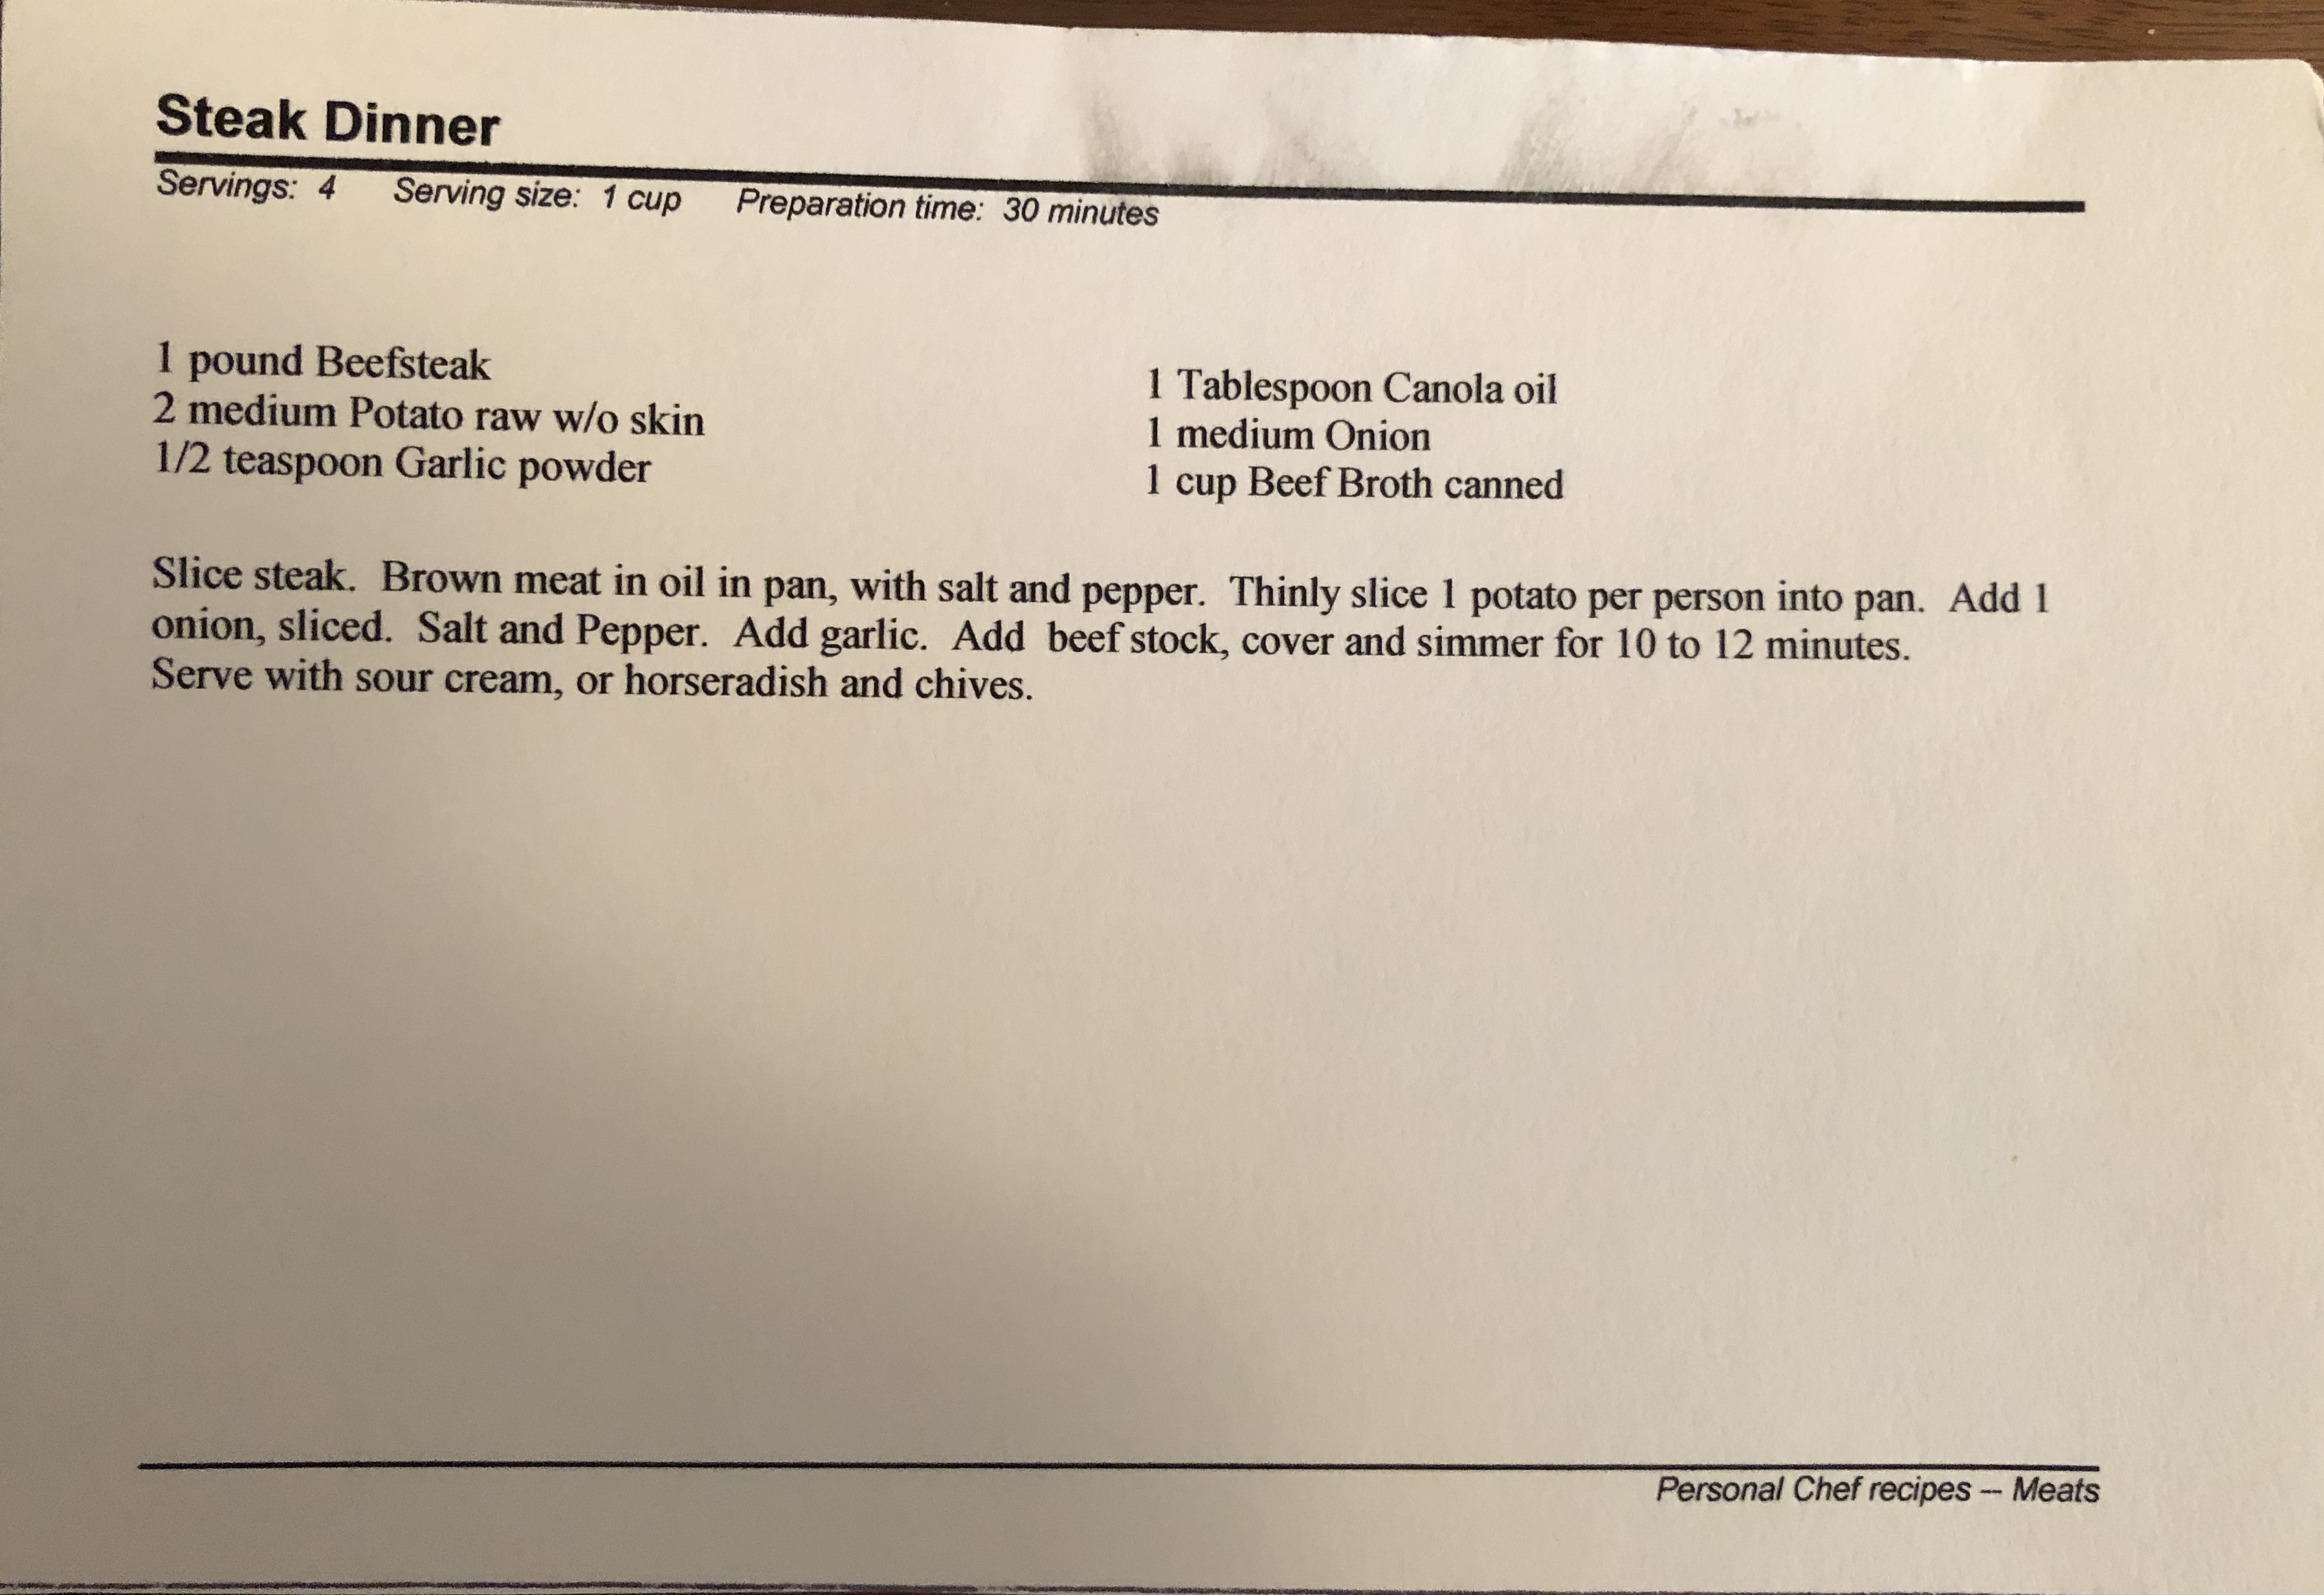 Steak Dinner
Servings: 4 Serving size: 1 cup Preparation time: 30 minutes
1 pound Beefsteak
2 medium Potato raw w/o skin
1/2 teaspoon Garlic powder
1 Tablespoon Canola oil
1 medium Onion
1 cup Beef Broth canned
Slice steak. Brown meat in oil in pan, with salt and pepper. Thinly slice 1 potato per person into pan. Add 1
onion, sliced. Salt and Pepper. Add garlic. Add beef stock, cover and simmer for 10 to 12 minutes.
Serve with sour cream, or horseradish and chives.
Personal Chef recipes -- Meats